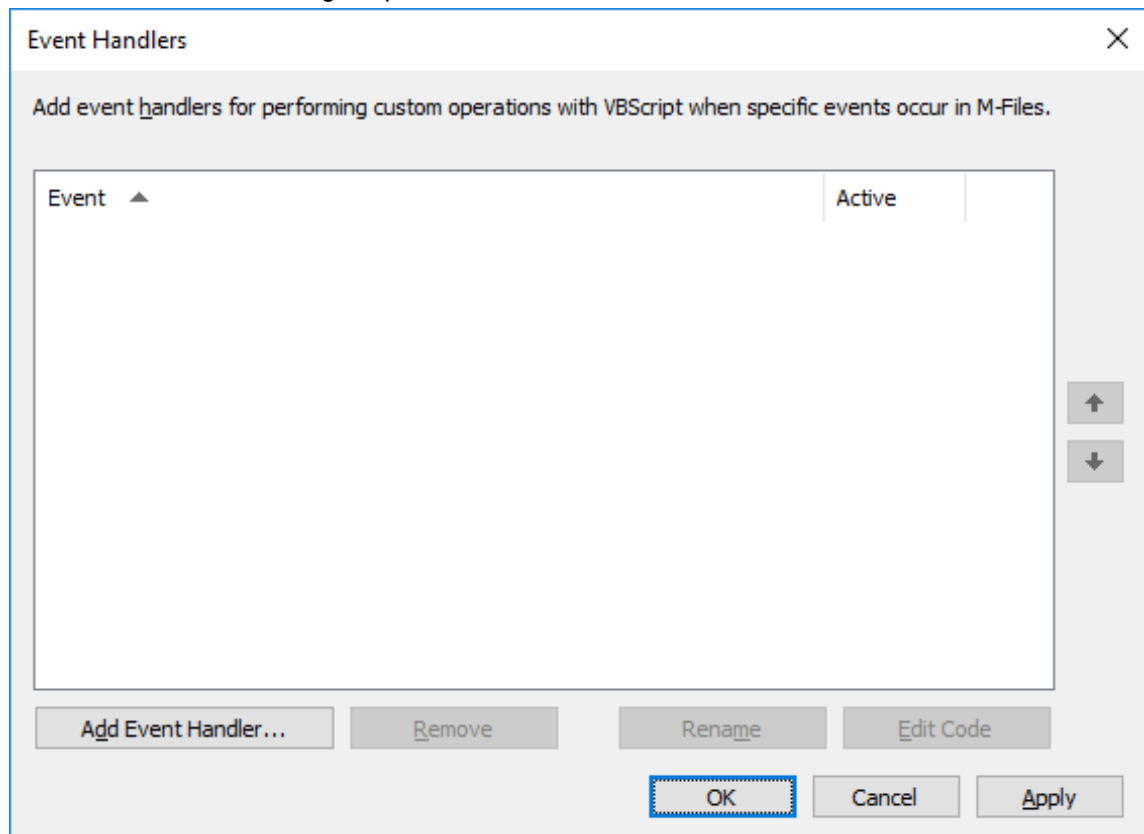 Event Handlers
Add event handlers for performing custom operations with VBScript when specific events occur in M-Files.
Event Active
Add Event Handler... Remove Rename Edit Code
OK Cancel Apply